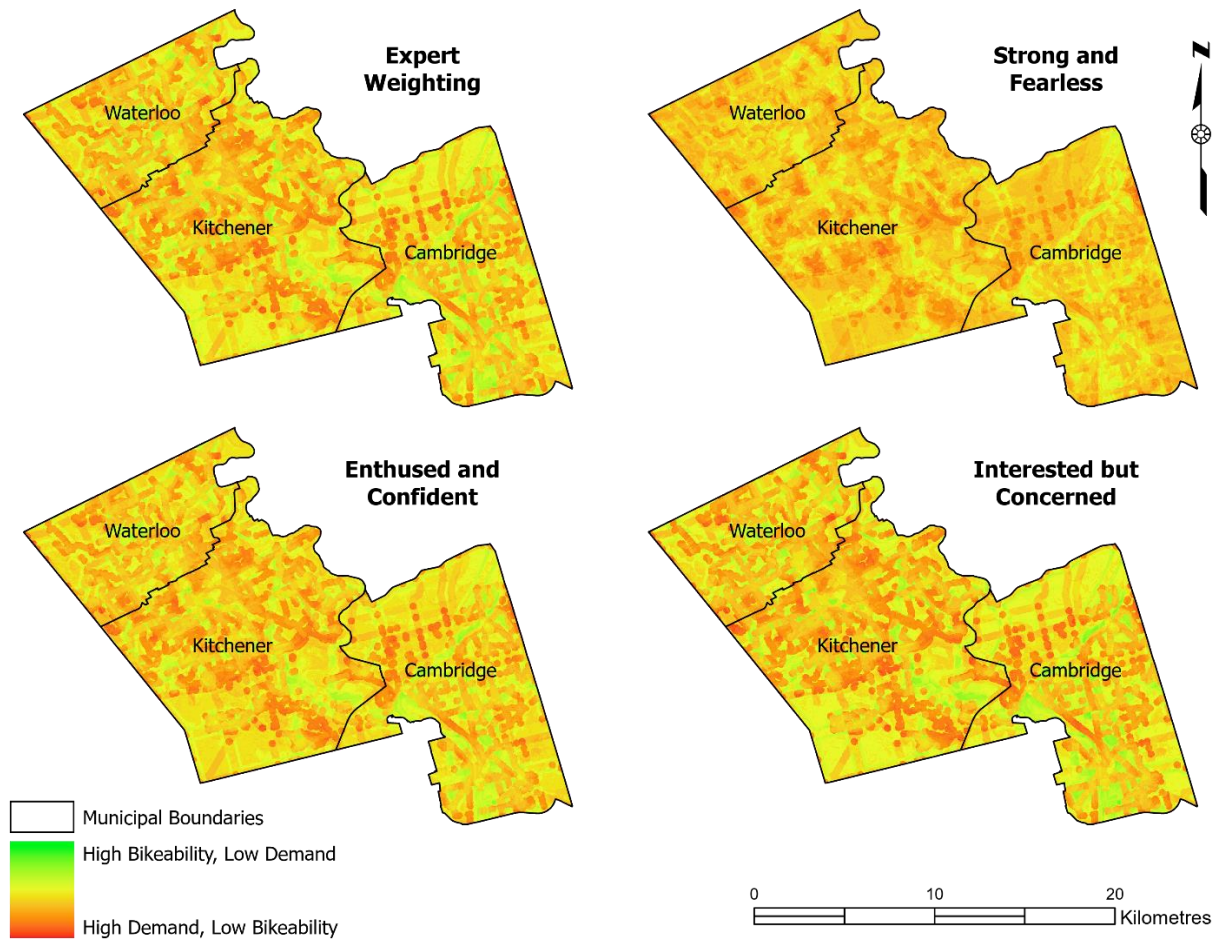 Expert
Weighting
Waterloo
Kitchener
Cambridge
Strong and
Fearless
N
Waterloo
Kitchener
Cambridge
Enthused and
Confident
Waterloo
Kitchener
Cambridge
Interested but
Concerned
Waterloo
Kitchener
Cambridge
Municipal Boundaries
High Bikeability, Low Demand
High Demand, Low Bikeability
0 10 20
Kilometres